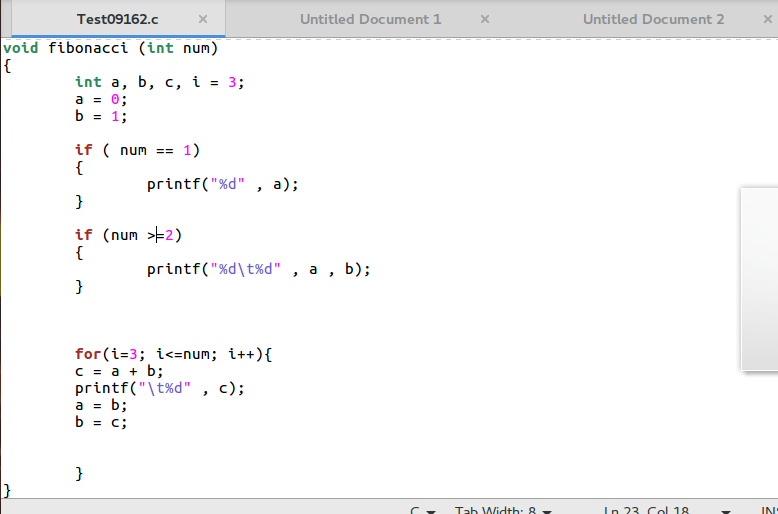 Test09162.c × Untitled Document 1 × Untitled Document 2 ×
void fibonacci (int num)
{
int a, b, c, i = 3;
a = 0;
b = 1;
if ( num == 1)
{
printf("%d" , a);
}
if (num >=2)
{
printf("%d\t%d" , a , b);
}
for(i=3; i<=num; i++){
c = a + b;
printf("\t%d" , c);
a = b;
b = c;
}
}
C Tab Width: 8 Ln 23, Col 18 INS